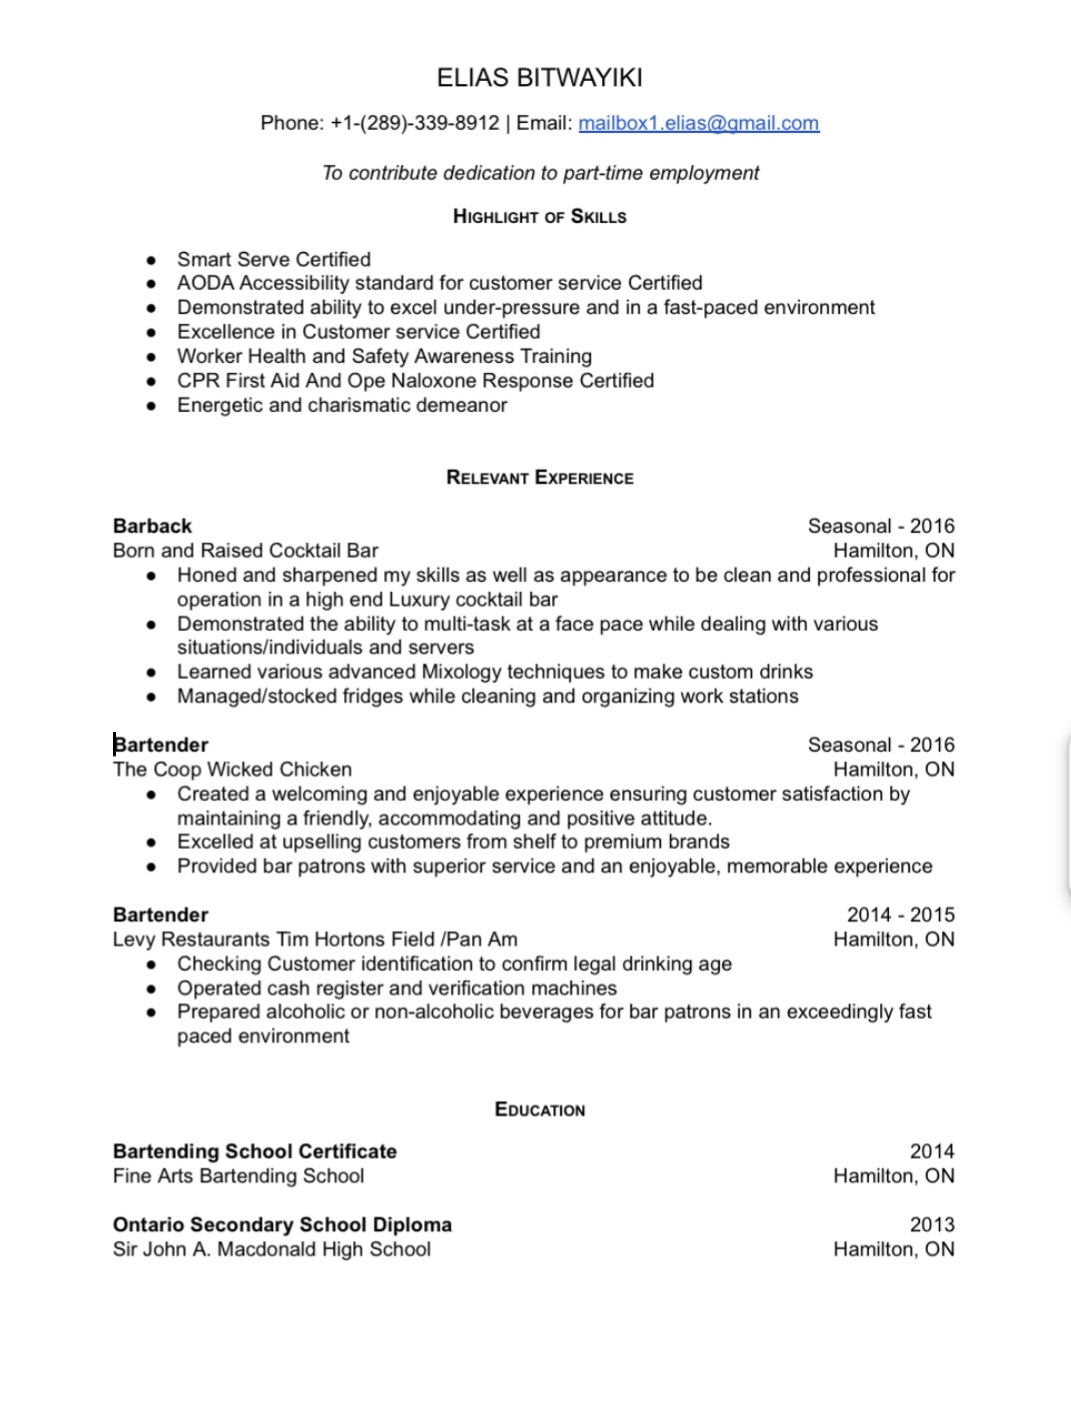 ELIAS BITWAYIKI
Phone: +1-(289)-339-8912 | Email: mailbox1.elias@gmail.com
To contribute dedication to part-time employment
HIGHLIGHT OF SKILLS
● Smart Serve Certified
● AODA Accessibility standard for customer service Certified
● Demonstrated ability to excel under-pressure and in a fast-paced environment
● Excellence in Customer service Certified
● Worker Health and Safety Awareness Training
● CPR First Aid And Ope Naloxone Response Certified
● Energetic and charismatic demeanor
RELEVANT EXPERIENCE
Barback Seasonal - 2016
Born and Raised Cocktail Bar Hamilton, ON
● Honed and sharpened my skills as well as appearance to be clean and professional for
operation in a high end Luxury cocktail bar
● Demonstrated the ability to multi-task at a face pace while dealing with various
situations/individuals and servers
● Learned various advanced Mixology techniques to make custom drinks
● Managed/stocked fridges while cleaning and organizing work stations
Bartender Seasonal - 2016
The Coop Wicked Chicken Hamilton, ON
● Created a welcoming and enjoyable experience ensuring customer satisfaction by
maintaining a friendly, accommodating and positive attitude.
● Excelled at upselling customers from shelf to premium brands
● Provided bar patrons with superior service and an enjoyable, memorable experience
Bartender 2014 - 2015
Levy Restaurants Tim Hortons Field /Pan Am Hamilton, ON
● Checking Customer identification to confirm legal drinking age
● Operated cash register and verification machines
● Prepared alcoholic or non-alcoholic beverages for bar patrons in an exceedingly fast
paced environment
EDUCATION
Bartending School Certificate 2014
Fine Arts Bartending School Hamilton, ON
Ontario Secondary School Diploma 2013
Sir John A. Macdonald High School Hamilton, ON